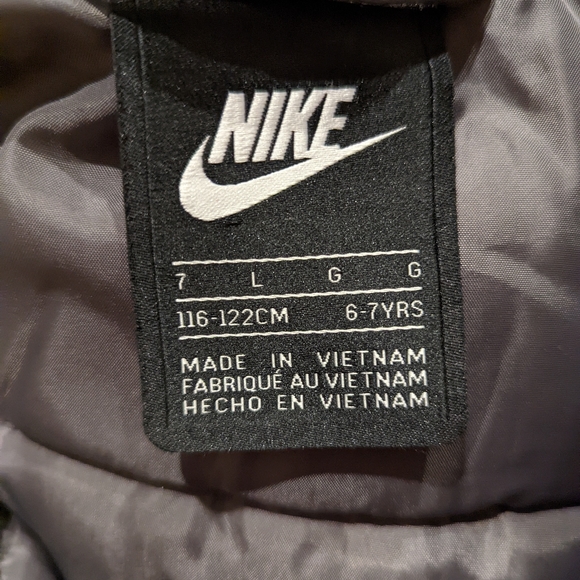 NIKE
7 L G G
116-122CM 6-7YRS
MADE IN VIETNAM
FABRIQUÉ AU VIETNAM
HECHO EN VIETNAM